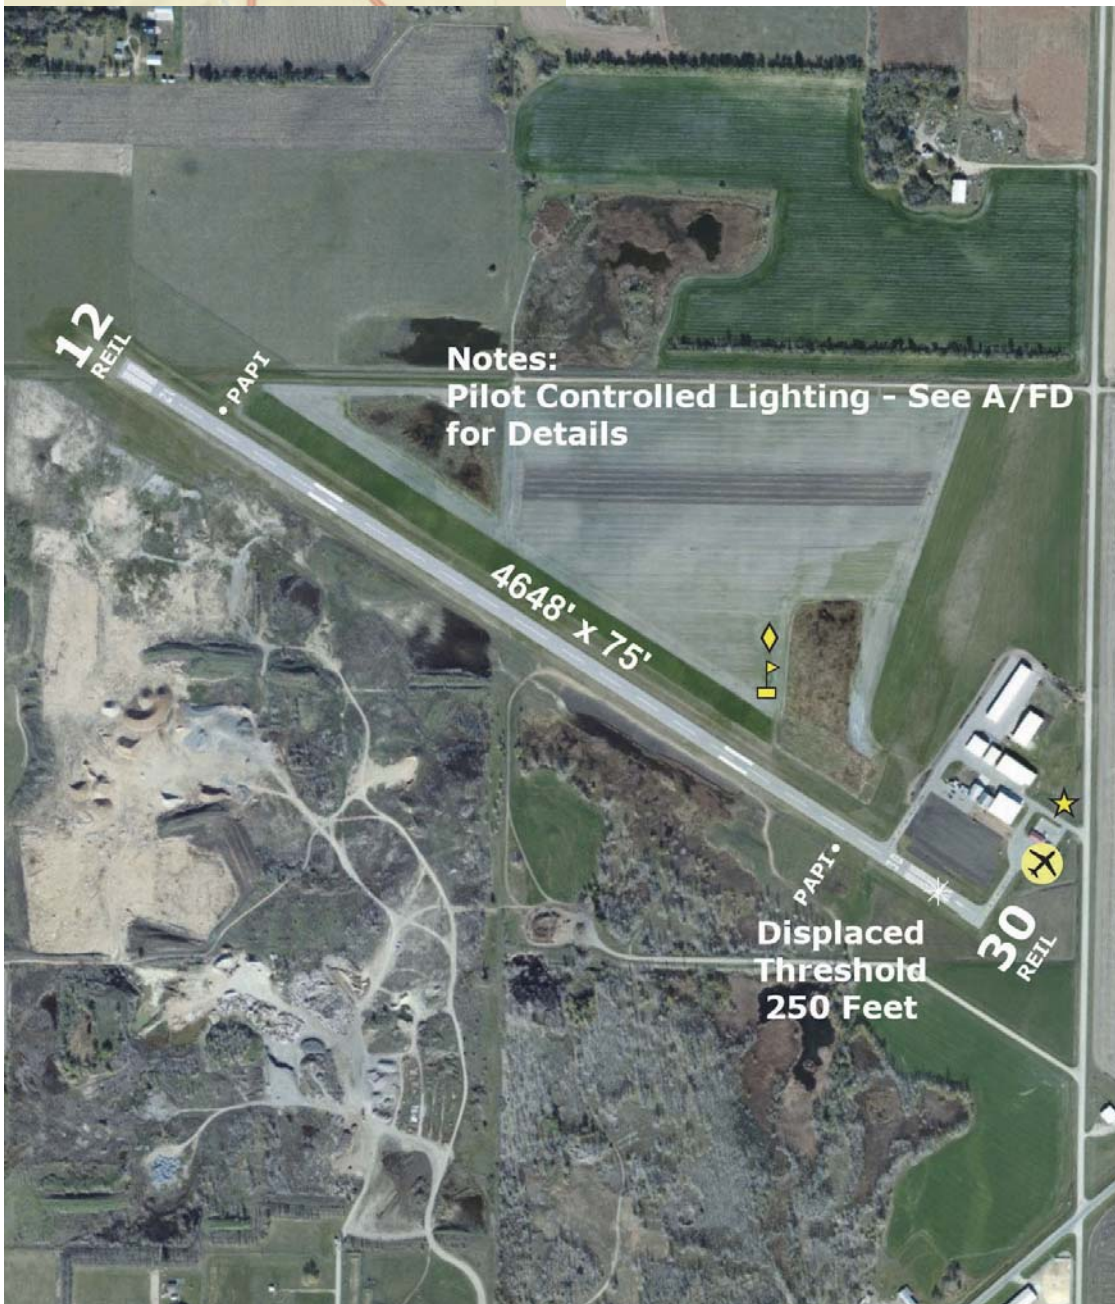 12
REIL
PAPI
Notes:
Pilot Controlled Lighting - See A/FD
for Details
4648' x 75'
PAPI
30
REIL
Displaced
Threshold
250 Feet